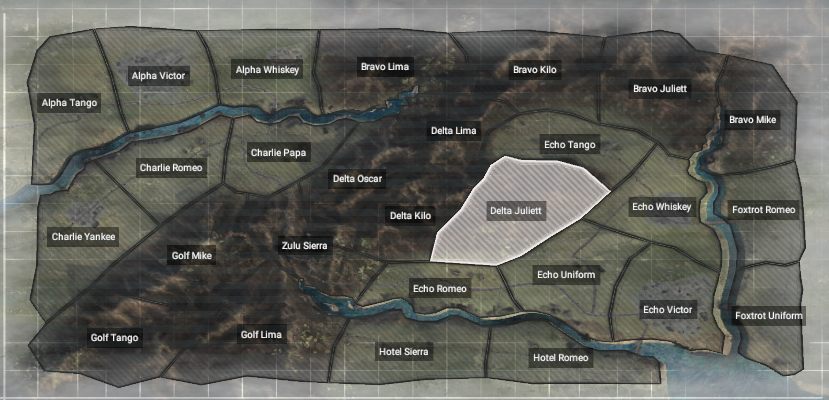 Bravo Lima
Bravo Kilo
Alpha Whiskey
Alpha Victor
Bravo Juliett
Alpha Tango
Bravo Mike
Delta Lima
Echo Tango
Charlie Papa
Charlie Romeo
Delta Oscar
Echo Whiskey
Foxtrot Romeo
Delta Juliett
Delta Kilo
Charlie Yankee
Zulu Sierra
Golf Mike
Echo Uniform
Echo Romeo
Echo Victor
Foxtrot Uniform
Golf Lima
Golf Tango
Hotel Sierra
Hotel Romeo